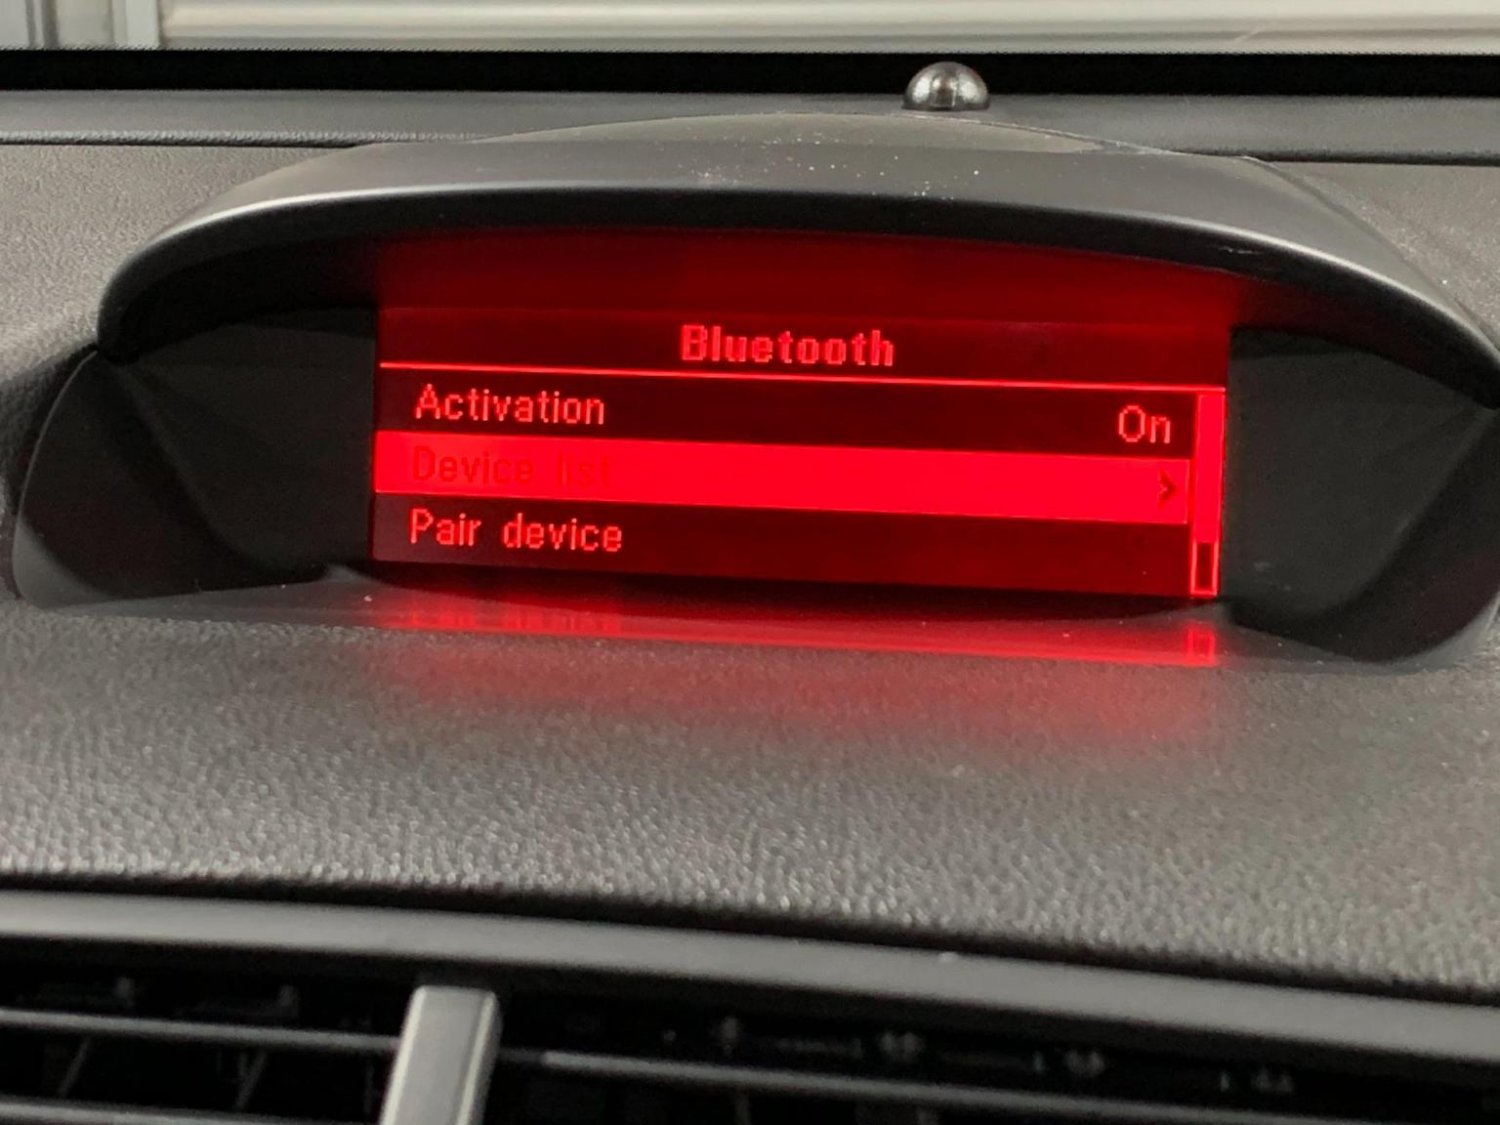 Bluetooth
Activation On
Device list >
Pair device